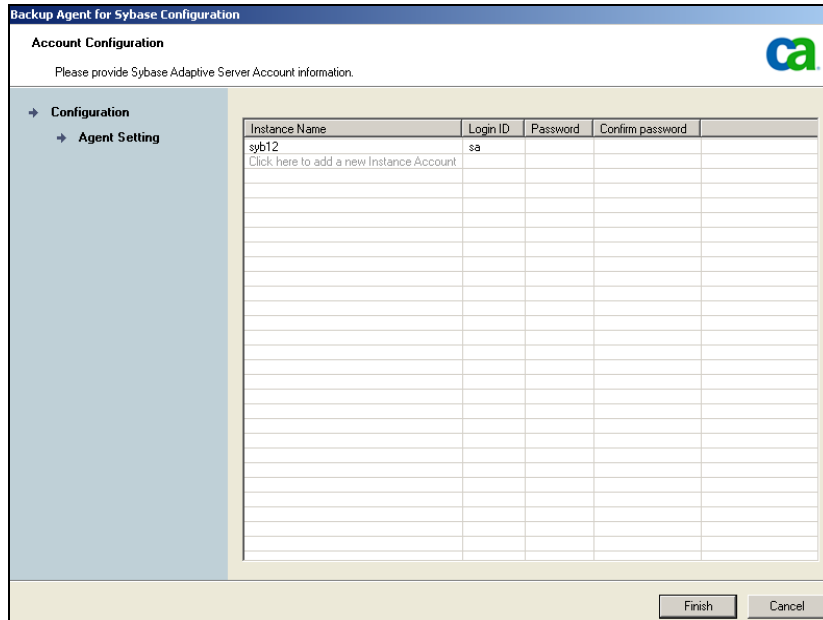 Backup Agent for Sybase Configuration
Account Configuration
Please provide Sybase Adaptive Server Account information.
ca
Configuration
Agent Setting
Instance Name Login ID Password Confirm password
syb12 sa
Click here to add a new Instance Account
Finish Cancel